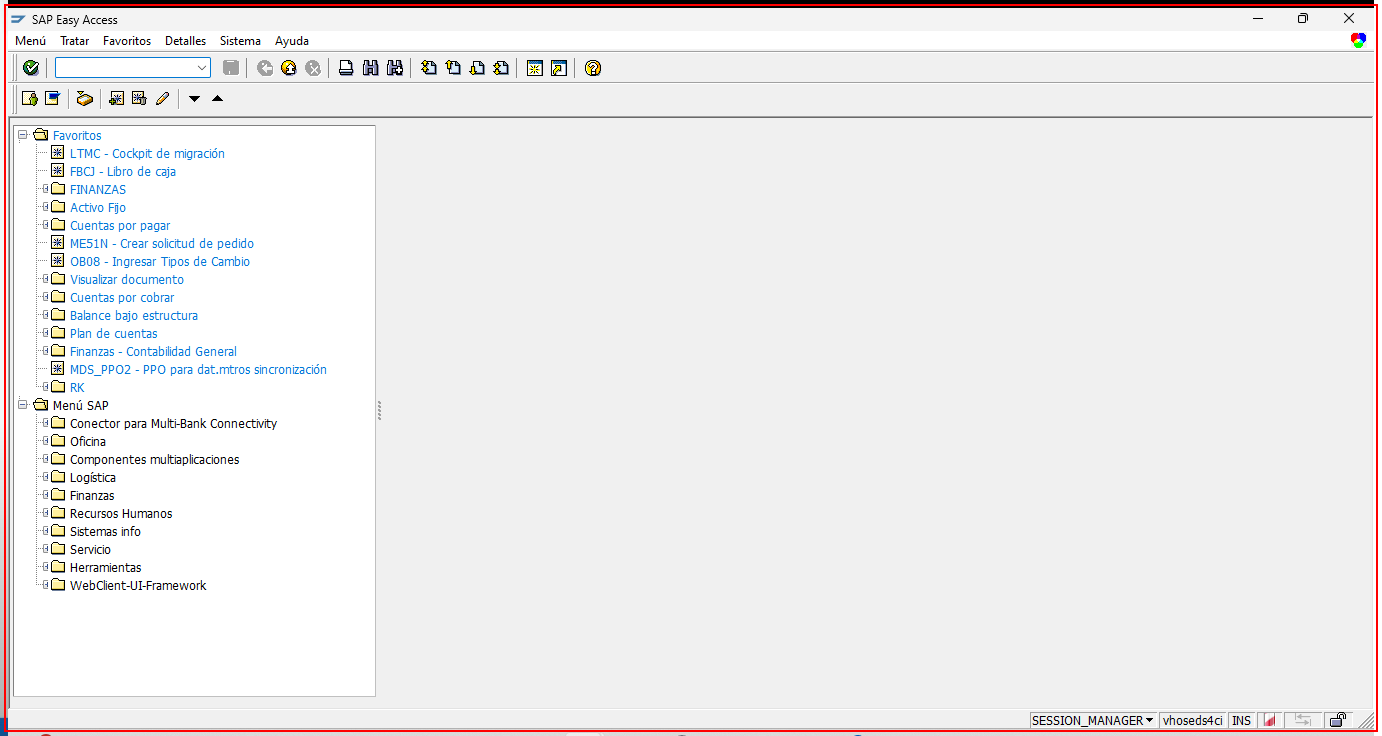 SAP Easy Access
Menú Tratar Favoritos Detalles Sistema Ayuda
Favoritos
LTMC - Cockpit de migración
FBCJ - Libro de caja
FINANZAS
Activo Fijo
Cuentas por pagar
ME51N - Crear solicitud de pedido
OB08 - Ingresar Tipos de Cambio
Visualizar documento
Cuentas por cobrar
Balance bajo estructura
Plan de cuentas
Finanzas - Contabilidad General
MDS_PPO2 - PPO para dat.mtros sincronización
RK
Menú SAP
Conector para Multi-Bank Connectivity
Oficina
Componentes multiaplicaciones
Logística
Finanzas
Recursos Humanos
Sistemas info
Servicio
Herramientas
WebClient-UI-Framework
SESSION_MANAGER vhoseds4ci INS